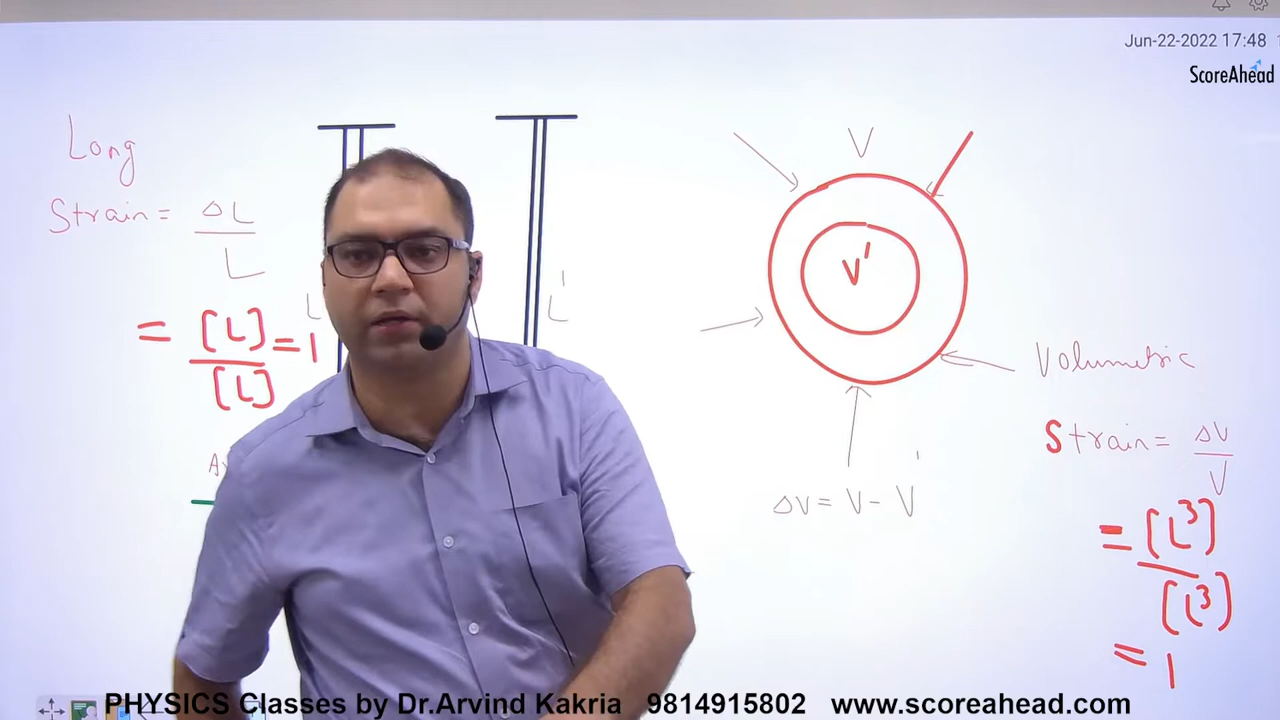 Jun-22-2022 17:48
ScoreAhead
Long
Strain = ΔL
L
= [L] = 1
[L]
L
L'
V
V'
Volumetric
Strain = ΔV
V
ΔV = V - V'
= [L³]
[L³]
= 1
PHYSICS Classes by Dr.Arvind Kakria 9814915802 www.scoreahead.com